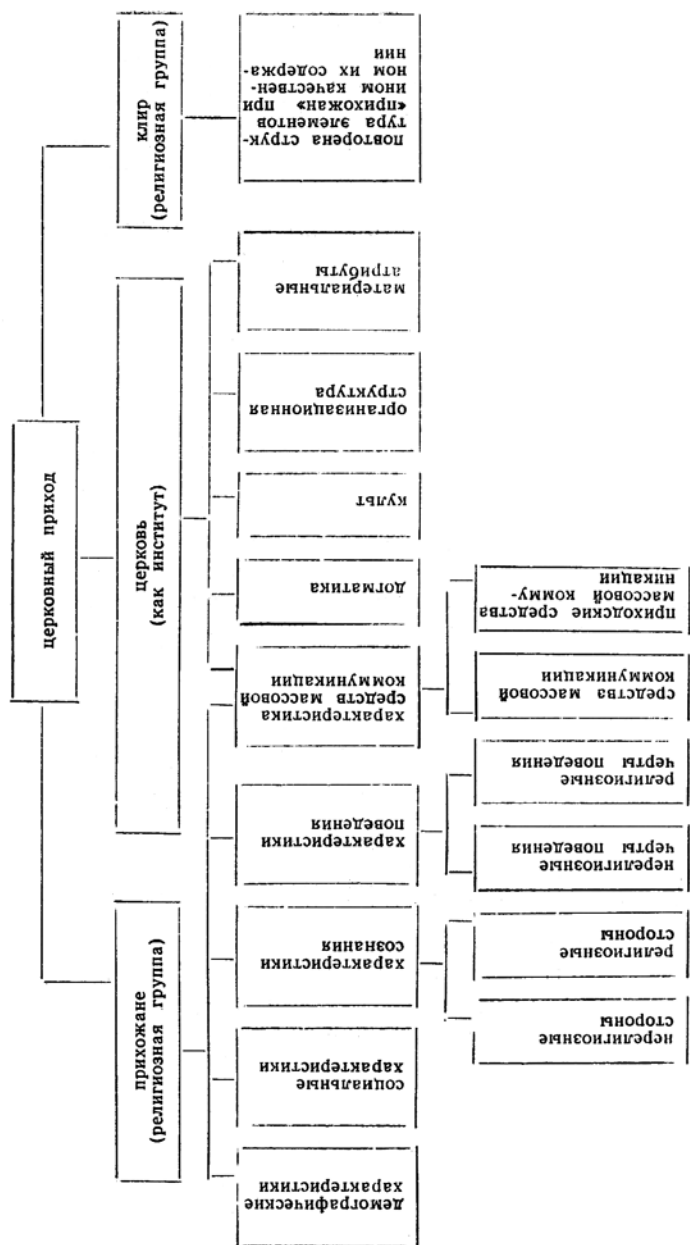 церковный приход
прихожане
(религиозная группа)
церковь
(как институт)
клир
(религиозная группа)
демографические
характеристики
социальные
характеристики
характеристики
сознания
характеристики
поведения
характеристика
средств массовой
коммуникации
догматика
культ
организационная
структура
материальные
атрибуты
повторена струк-
тура элементов
«прихожан» при
ином качествен-
ном их содержа-
нии
нерелигиозные
стороны
религиозные
стороны
нерелигиозные
черты поведения
религиозные
черты поведения
средства массовой
коммуникации
приходские средства
массовой комму-
никации